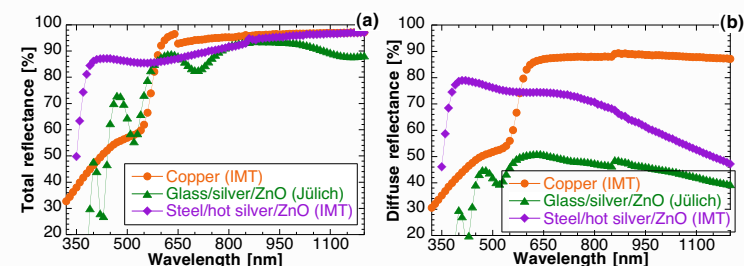 (a)
100
90
80
70
60
50
40
30
20
Total reflectance [%]
Copper (IMT)
Glass/silver/ZnO (Jülich)
Steel/hot silver/ZnO (IMT)
350 500 650 800 950 1100
Wavelength [nm]
(b)
100
90
80
70
60
50
40
30
20
Diffuse reflectance [%]
Copper (IMT)
Glass/silver/ZnO (Jülich)
Steel/hot silver/ZnO (IMT)
350 500 650 800 950 1100
Wavelength [nm]